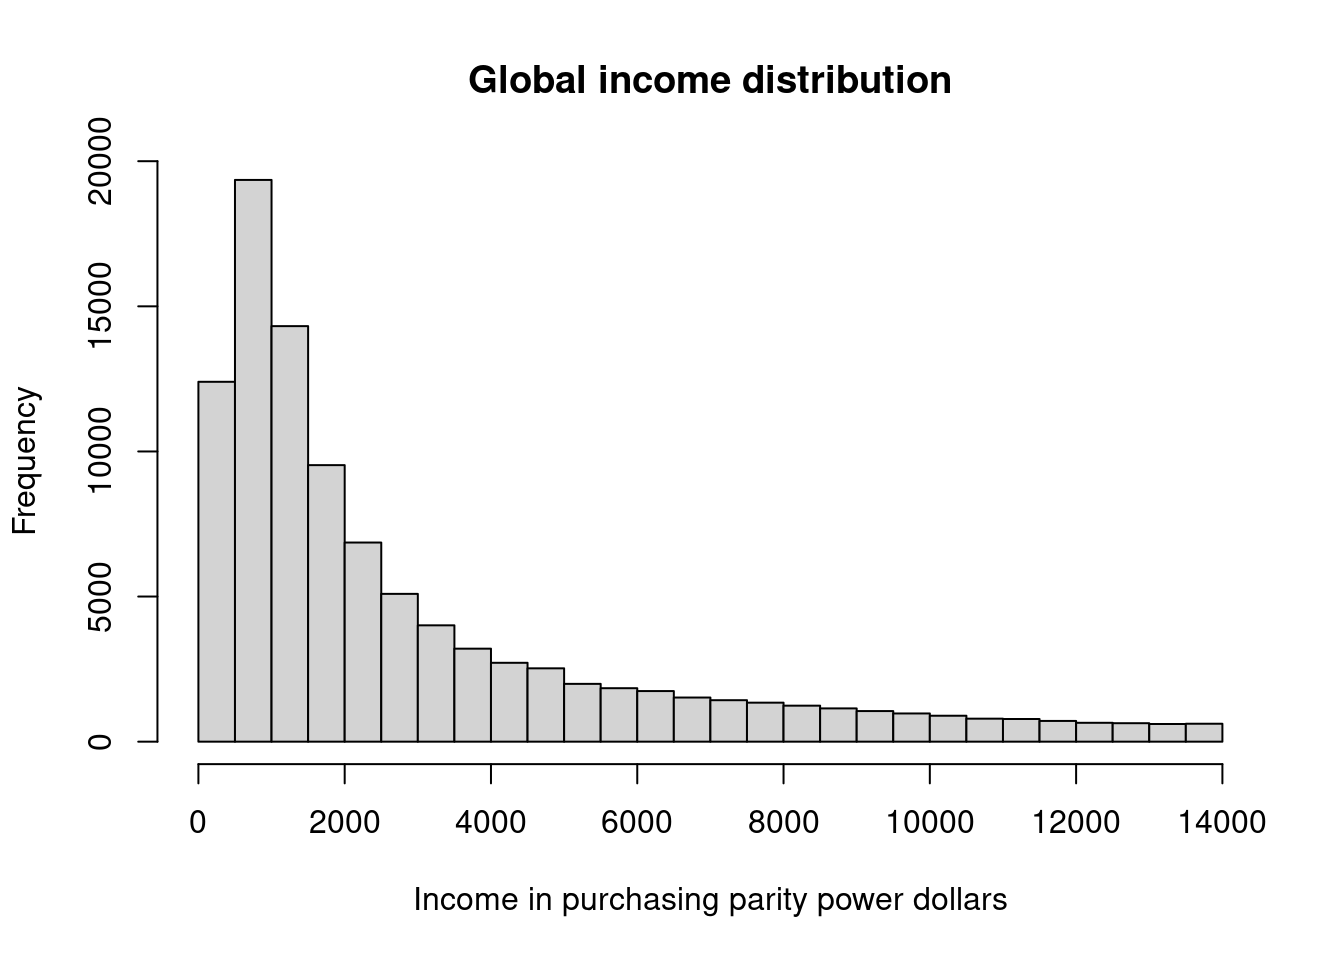 Global income distribution
20000
15000
10000
5000
0
Frequency
0 2000 4000 6000 8000 10000 12000 14000
Income in purchasing parity power dollars